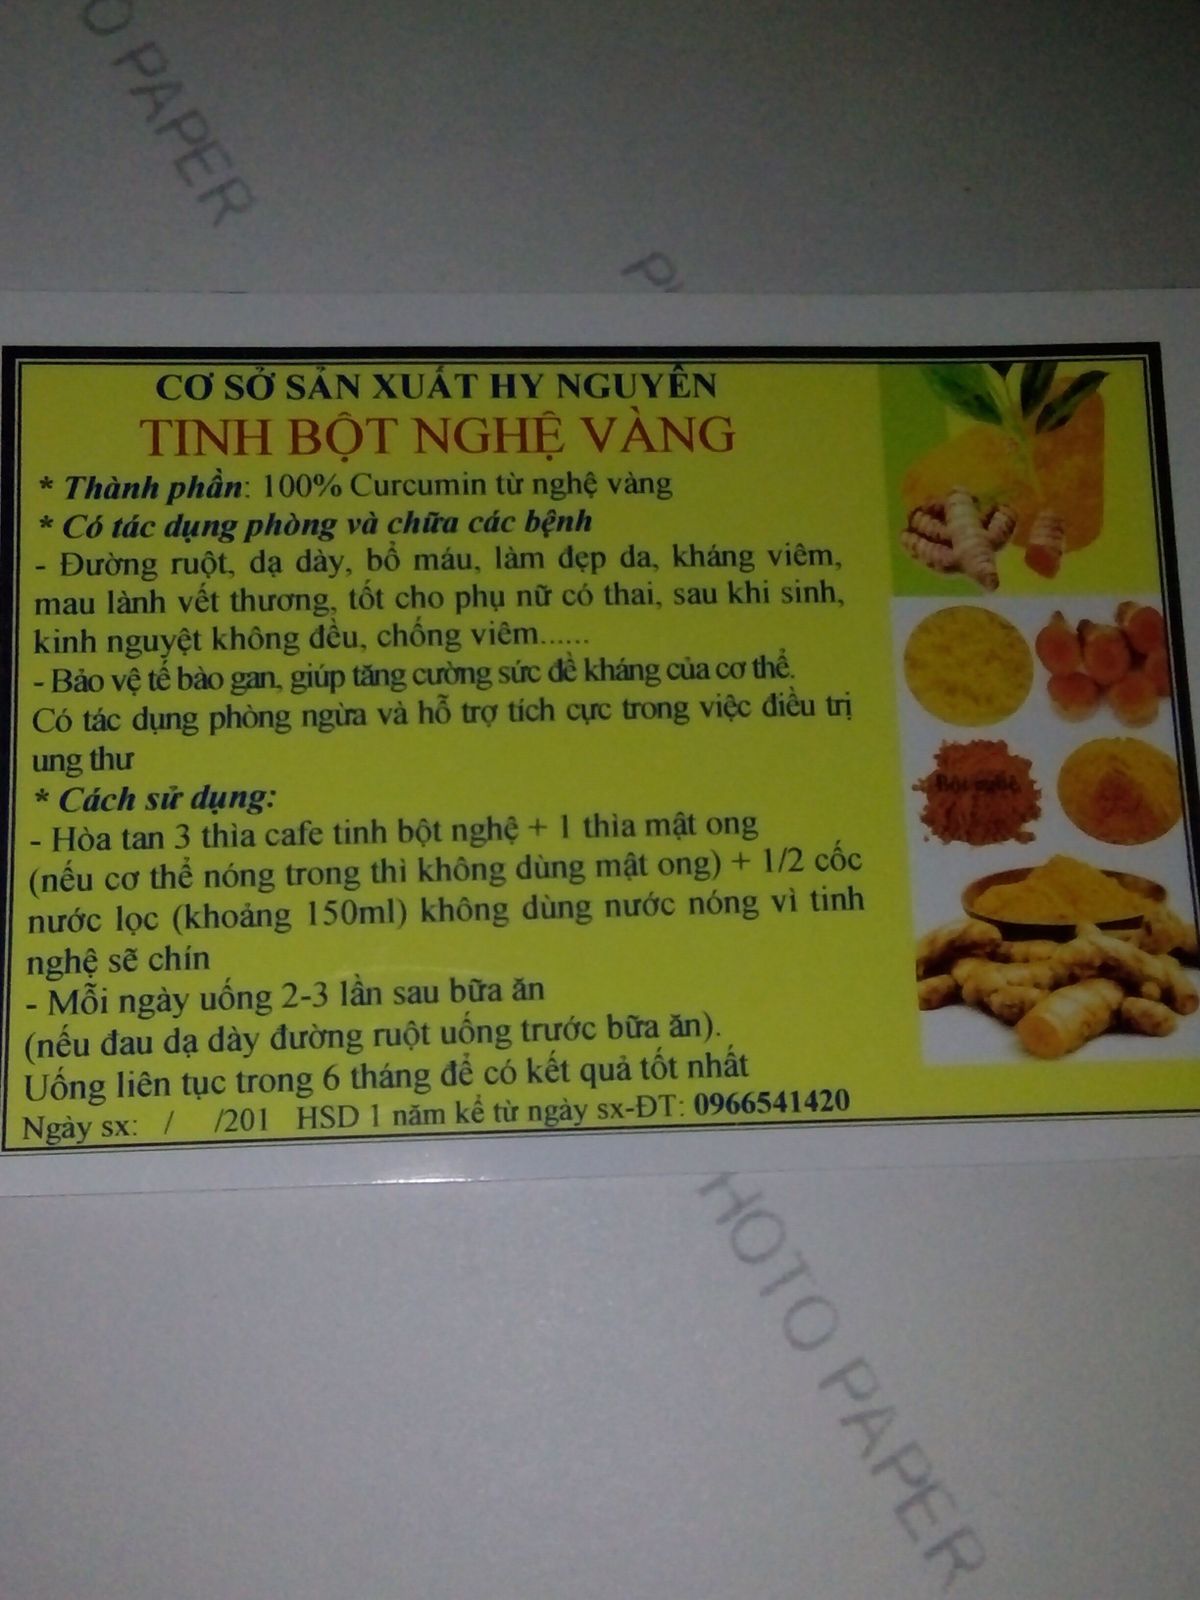 O PAPER
PH
CƠ SỞ SẢN XUẤT HY NGUYÊN
TINH BỘT NGHỆ VÀNG
* Thành phần: 100% Curcumin từ nghệ vàng
* Có tác dụng phòng và chữa các bệnh
- Đường ruột, dạ dày, bổ máu, làm đẹp da, kháng viêm,
mau lành vết thương, tốt cho phụ nữ có thai, sau khi sinh,
kinh nguyệt không đều, chống viêm......
- Bảo vệ tế bào gan, giúp tăng cường sức đề kháng của cơ thể.
Có tác dụng phòng ngừa và hỗ trợ tích cực trong việc điều trị
ung thư
* Cách sử dụng:
- Hòa tan 3 thìa cafe tinh bột nghệ + 1 thìa mật ong
(nếu cơ thể nóng trong thì không dùng mật ong) + 1/2 cốc
nước lọc (khoảng 150ml) không dùng nước nóng vì tinh
nghệ sẽ chín
- Mỗi ngày uống 2-3 lần sau bữa ăn
(nếu đau dạ dày đường ruột uống trước bữa ăn).
Uống liên tục trong 6 tháng để có kết quả tốt nhất
Ngày sx: / /201 HSD 1 năm kể từ ngày sx-ĐT: 0966541420
Bột nghệ
HOTO PAPER